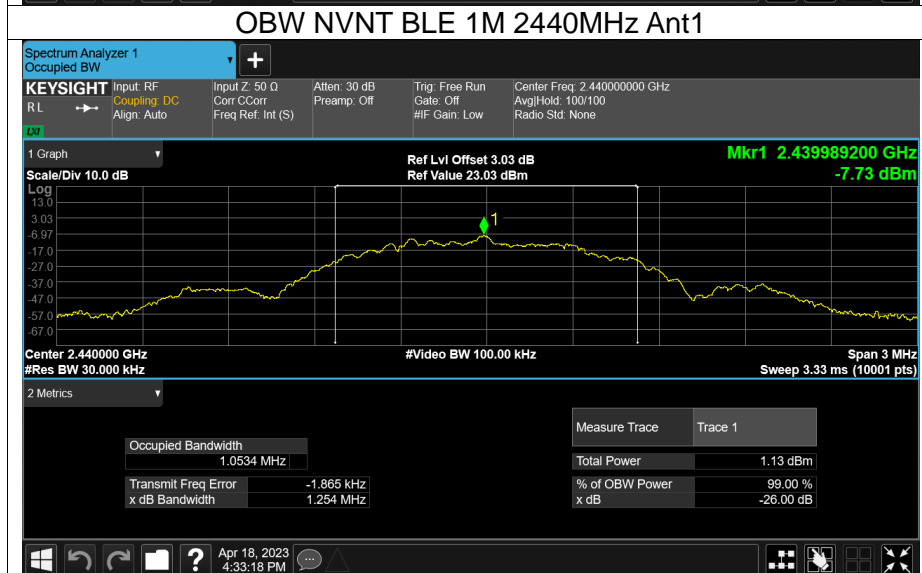 OBW NVNT BLE 1M 2440MHz Ant1
Spectrum Analyzer 1
Occupied BW
+
KEYSIGHT
R L
LXI
Input: RF
Coupling: DC
Align: Auto
Input Z: 50 Ω
Corr CCorr
Freq Ref: Int (S)
Atten: 30 dB
Preamp: Off
Trig: Free Run
Gate: Off
#IF Gain: Low
Center Freq: 2.440000000 GHz
Avg|Hold: 100/100
Radio Std: None
1 Graph
Scale/Div 10.0 dB
Ref Lvl Offset 3.03 dB
Ref Value 23.03 dBm
Mkr1 2.439989200 GHz
-7.73 dBm
Log
13.0
3.03
-6.97
-17.0
-27.0
-37.0
-47.0
-57.0
-67.0
1
Center 2.440000 GHz
#Res BW 30.000 kHz
#Video BW 100.00 kHz
Span 3 MHz
Sweep 3.33 ms (10001 pts)
2 Metrics
Occupied Bandwidth
1.0534 MHz
Transmit Freq Error -1.865 kHz
x dB Bandwidth 1.254 MHz
Measure Trace Trace 1
Total Power 1.13 dBm
% of OBW Power 99.00 %
x dB -26.00 dB
?
Apr 18, 2023
4:33:18 PM